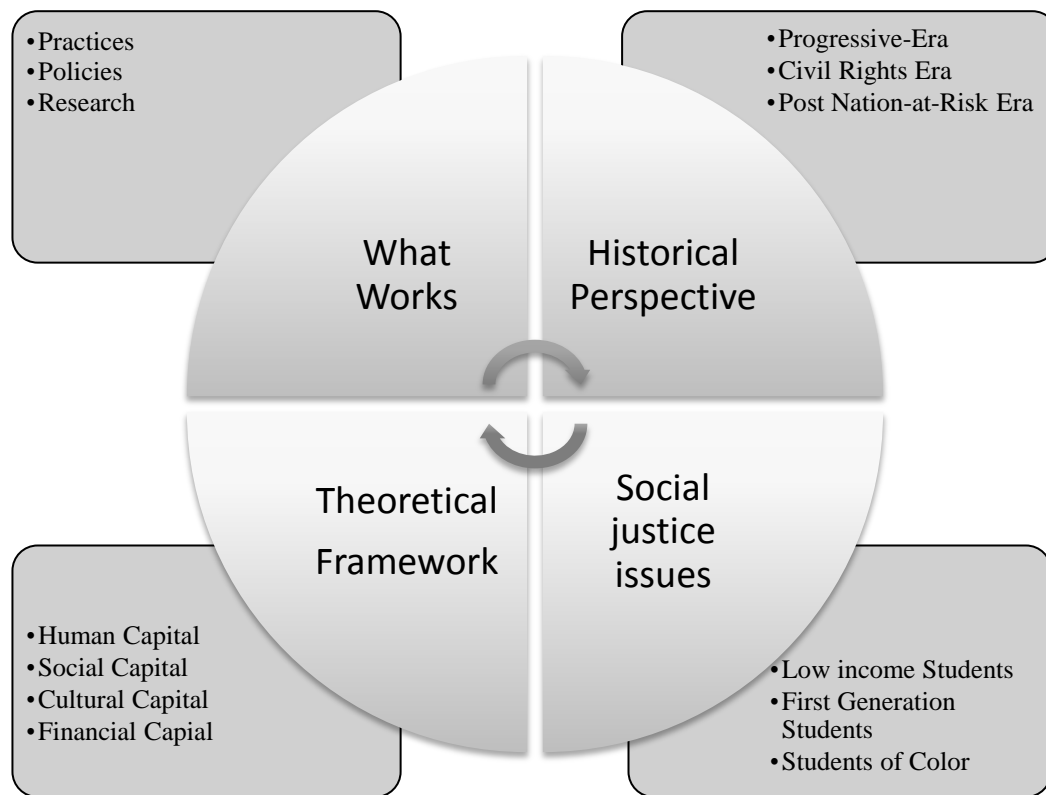 •Practices
•Policies
•Research
•Progressive-Era
•Civil Rights Era
•Post Nation-at-Risk Era
What
Works
Historical
Perspective
Theoretical
Framework
Social
justice
issues
•Human Capital
•Social Capital
•Cultural Capital
•Financial Capial
•Low income Students
•First Generation
Students
•Students of Color